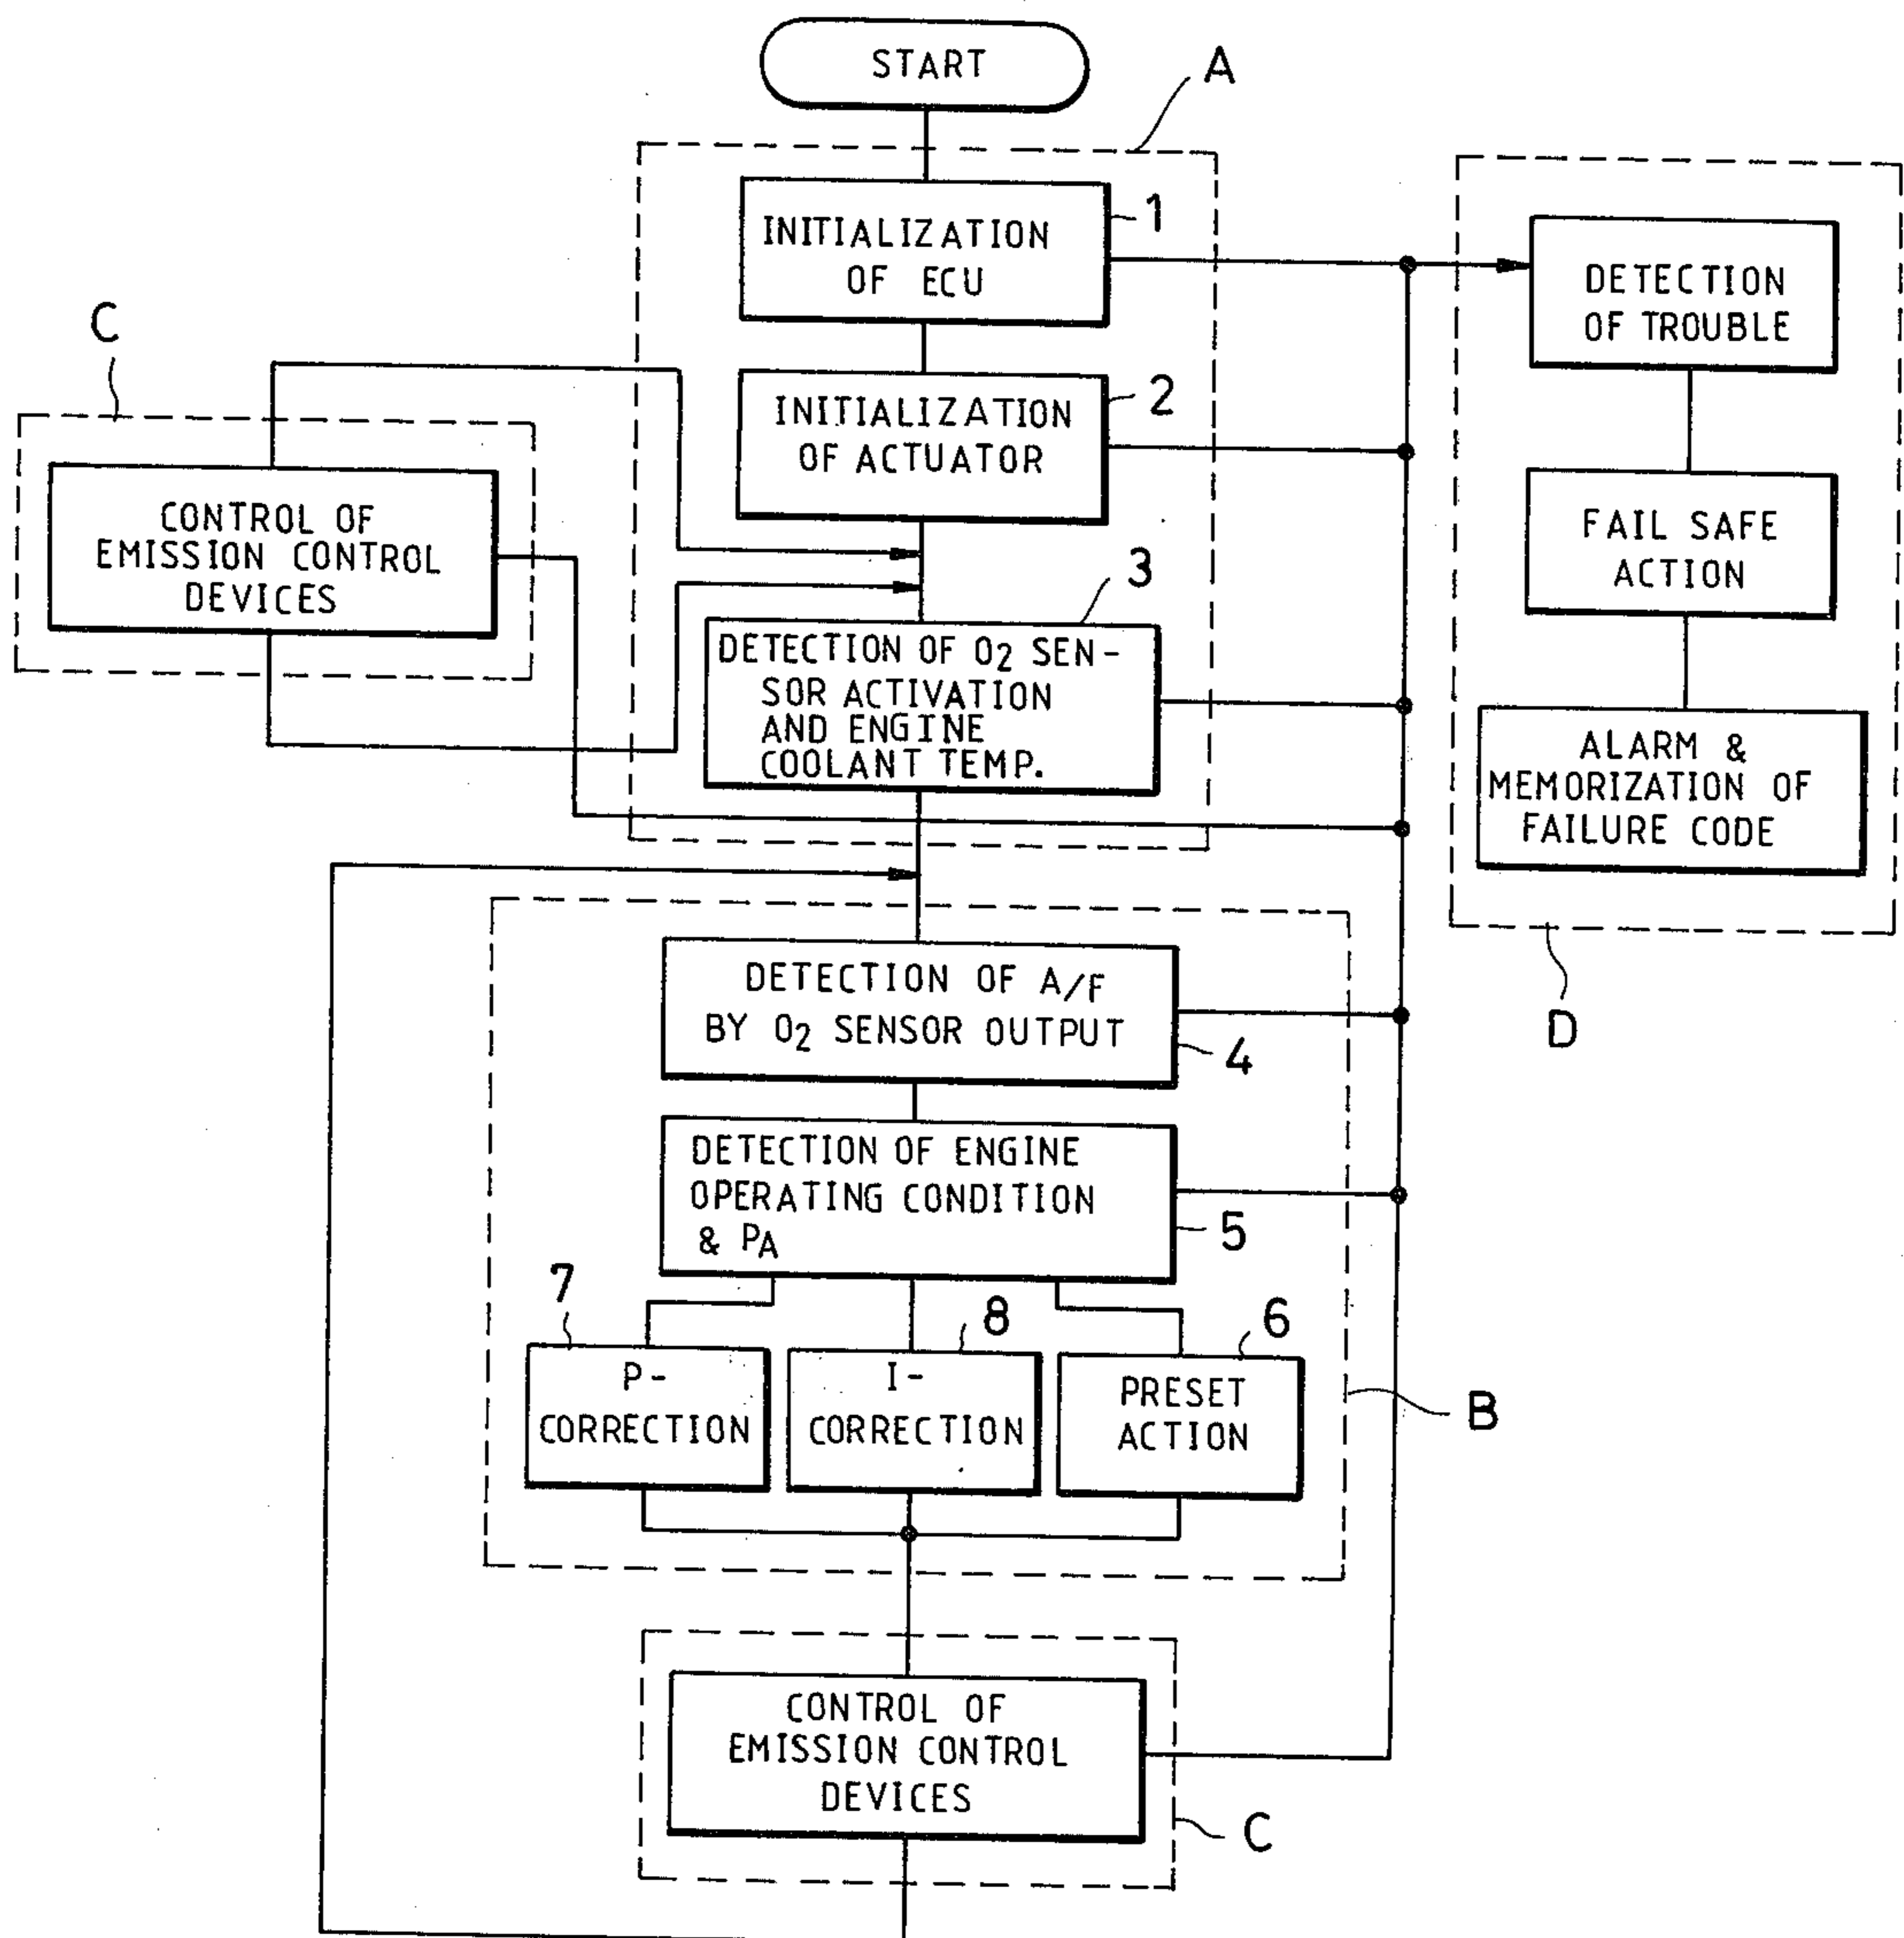 START
A
INITIALIZATION
OF ECU
1
DETECTION
OF TROUBLE
C
INITIALIZATION
OF ACTUATOR
2
CONTROL OF
EMISSION CONTROL
DEVICES
FAIL SAFE
ACTION
3
DETECTION OF O2 SEN-
SOR ACTIVATION
AND ENGINE
COOLANT TEMP.
ALARM &
MEMORIZATION OF
FAILURE CODE
D
DETECTION OF A/F
BY O2 SENSOR OUTPUT
4
DETECTION OF ENGINE
OPERATING CONDITION
& PA
5
7
P-
CORRECTION
8
I-
CORRECTION
6
PRESET
ACTION
B
CONTROL OF
EMISSION CONTROL
DEVICES
C